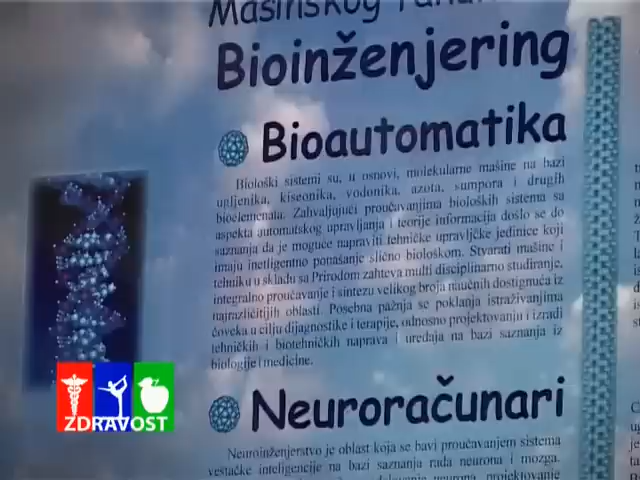 Mašinskog
Bioinženjering
Bioautomatika
Biološki sistemi su, u osnovi, molekularne mašine na bazi
ugljenika, kiseonika, vodonika, azota, sumpora i drugih
bioelemenata. Zahvaljujući proučavanjima bioloških sistema sa
aspekta automatskog upravljanja i teorije informacija došlo se do
saznanja da je moguće napraviti tehničke upravljačke jedinice koji
imaju inetligentno ponašanje slično biološkom. Stvarati mašine i
tehniku u skladu sa Prirodom zahteva multi disciplinarno studiranje,
integralno proučavanje i sintezu velikog broja naučnih dostignuća iz
najrazličitijih oblasti. Posebna pažnja se poklanja istraživanjima
čoveka u cilju dijagnostike i terapije, odnosno projektovanju i izradi
tehničkih i biotehničkih naprava i uređaja na bazi saznanja iz
biologije i medicine.
ZDRAVOST
Neuroračunari
Neuroinženjerstvo je oblast koja se bavi proučavanjem sistema
veštačke inteligencije na bazi saznanja rada neurona i mozga.
neurona, projektovanje